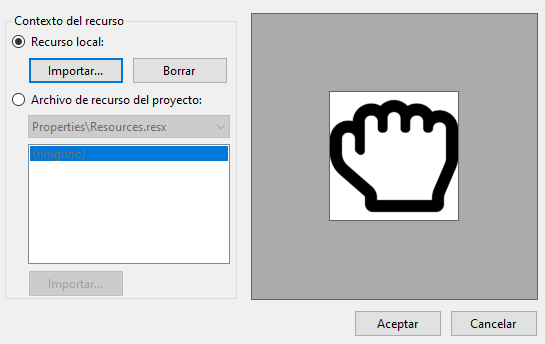 Contexto del recurso
Recurso local:
Importar...
Borrar
Archivo de recurso del proyecto:
Properties\Resources.resx
(ninguno)
Importar...
Aceptar
Cancelar